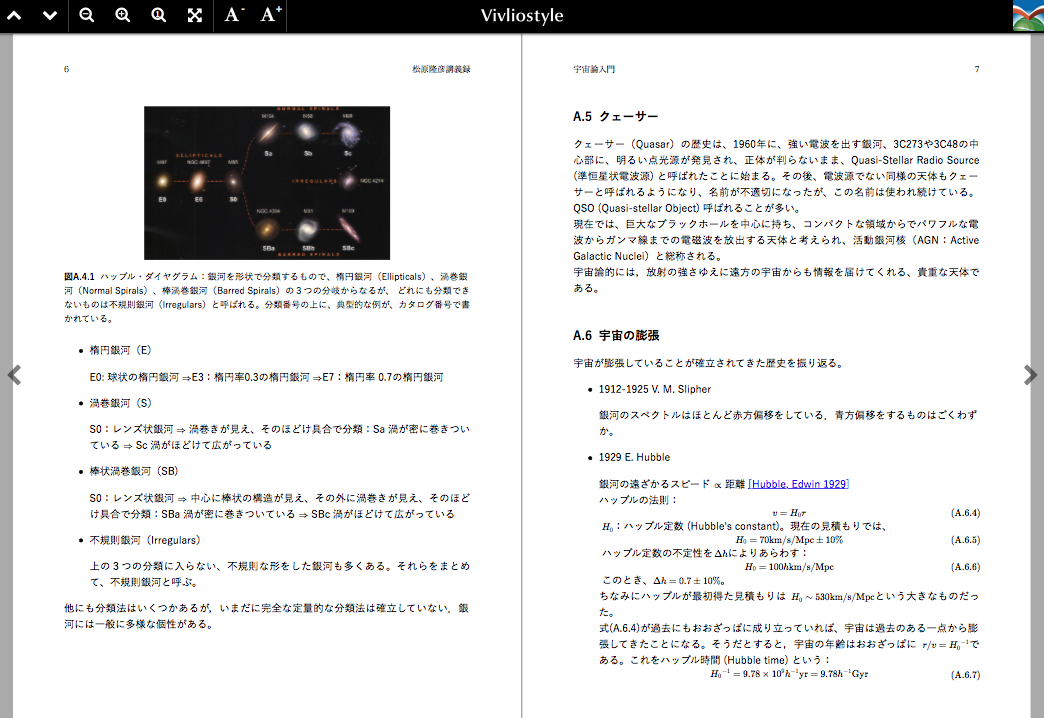 A- A+ Vivliostyle
6 松原隆彦講義録
NORMAL SPIRALS
Sa Sb Sc
ELLIPTICALS
M87 NGC 4697 M85
IRREGULARS NGC 4214
E0 E6 S0
M91 M109
SBa SBb SBc
BARRED SPIRALS
図A.4.1 ハッブル・ダイヤグラム：銀河を形状で分類するもので、楕円銀河（Ellipticals）、渦巻銀
河（Normal Spirals）、棒渦巻銀河（Barred Spirals）の３つの分岐からなるが、 どれにも分類でき
ないものは不規則銀河（Irregulars）と呼ばれる。分類番号の上に、典型的な例が、カタログ番号で書
かれている。
• 楕円銀河（E）
E0: 球状の楕円銀河 ⇒E3：楕円率0.3の楕円銀河 ⇒E7：楕円率 0.7の楕円銀河
• 渦巻銀河（S）
S0：レンズ状銀河 ⇒ 渦巻きが見え、そのほどけ具合で分類：Sa 渦が密に巻きつい
ている ⇒ Sc 渦がほどけて広がっている
• 棒状渦巻銀河（SB）
S0：レンズ状銀河 ⇒ 中心に棒状の構造が見え、その外に渦巻きが見え、そのほど
け具合で分類：SBa 渦が密に巻きついている ⇒ SBc 渦がほどけて広がっている
• 不規則銀河（Irregulars）
上の３つの分類に入らない、不規則な形をした銀河も多くある。それらをまとめ
て、不規則銀河と呼ぶ。
他にも分類法はいくつかあるが，いまだに完全な定量的な分類法は確立していない．銀
河には一般に多様な個性がある。
宇宙論入門 7
A.5 クェーサー
クェーサー（Quasar）の歴史は、1960年に、強い電波を出す銀河、3C273や3C48の中
心部に、明るい点光源が発見され、正体が判らないまま、Quasi-Stellar Radio Source
(準恒星状電波源) と呼ばれたことに始まる。その後、電波源でない同様の天体もクェー
サーと呼ばれるようになり、名前が不適切になったが、この名前は使われ続けている。
QSO (Quasi-stellar Object) 呼ばれることが多い。
現在では、巨大なブラックホールを中心に持ち、コンパクトな領域からでパワフルな電
波からガンマ線までの電磁波を放出する天体と考えられ、活動銀河核（AGN：Active
Galactic Nuclei）と総称される。
宇宙論的には，放射の強さゆえに遠方の宇宙からも情報を届けてくれる、貴重な天体で
ある。
A.6 宇宙の膨張
宇宙が膨張していることが確立されてきた歴史を振り返る。
• 1912-1925 V. M. Slipher
銀河のスペクトルはほとんど赤方偏移をしている．青方偏移をするものはごくわず
か。
• 1929 E. Hubble
銀河の遠ざかるスピード ∝ 距離 [Hubble, Edwin 1929]
ハッブルの法則：
v = H₀r (A.6.4)
H₀：ハッブル定数 (Hubble's constant)。現在の見積もりでは、
H₀ = 70km/s/Mpc ± 10% (A.6.5)
ハッブル定数の不定性をΔhによりあらわす：
H₀ = 100hkm/s/Mpc (A.6.6)
このとき、Δh = 0.7 ± 10%。
ちなみにハッブルが最初得た見積もりは H₀ ∼ 530km/s/Mpcという大きなものだっ
た。
式(A.6.4)が過去にもおおざっぱに成り立っていれば、宇宙は過去のある一点から膨
張してきたことになる。そうだとすると，宇宙の年齢はおおざっぱに r/v = H₀⁻¹で
ある。これをハッブル時間 (Hubble time) という：
H₀⁻¹ = 9.78 × 10⁹h⁻¹yr = 9.78h⁻¹Gyr (A.6.7)